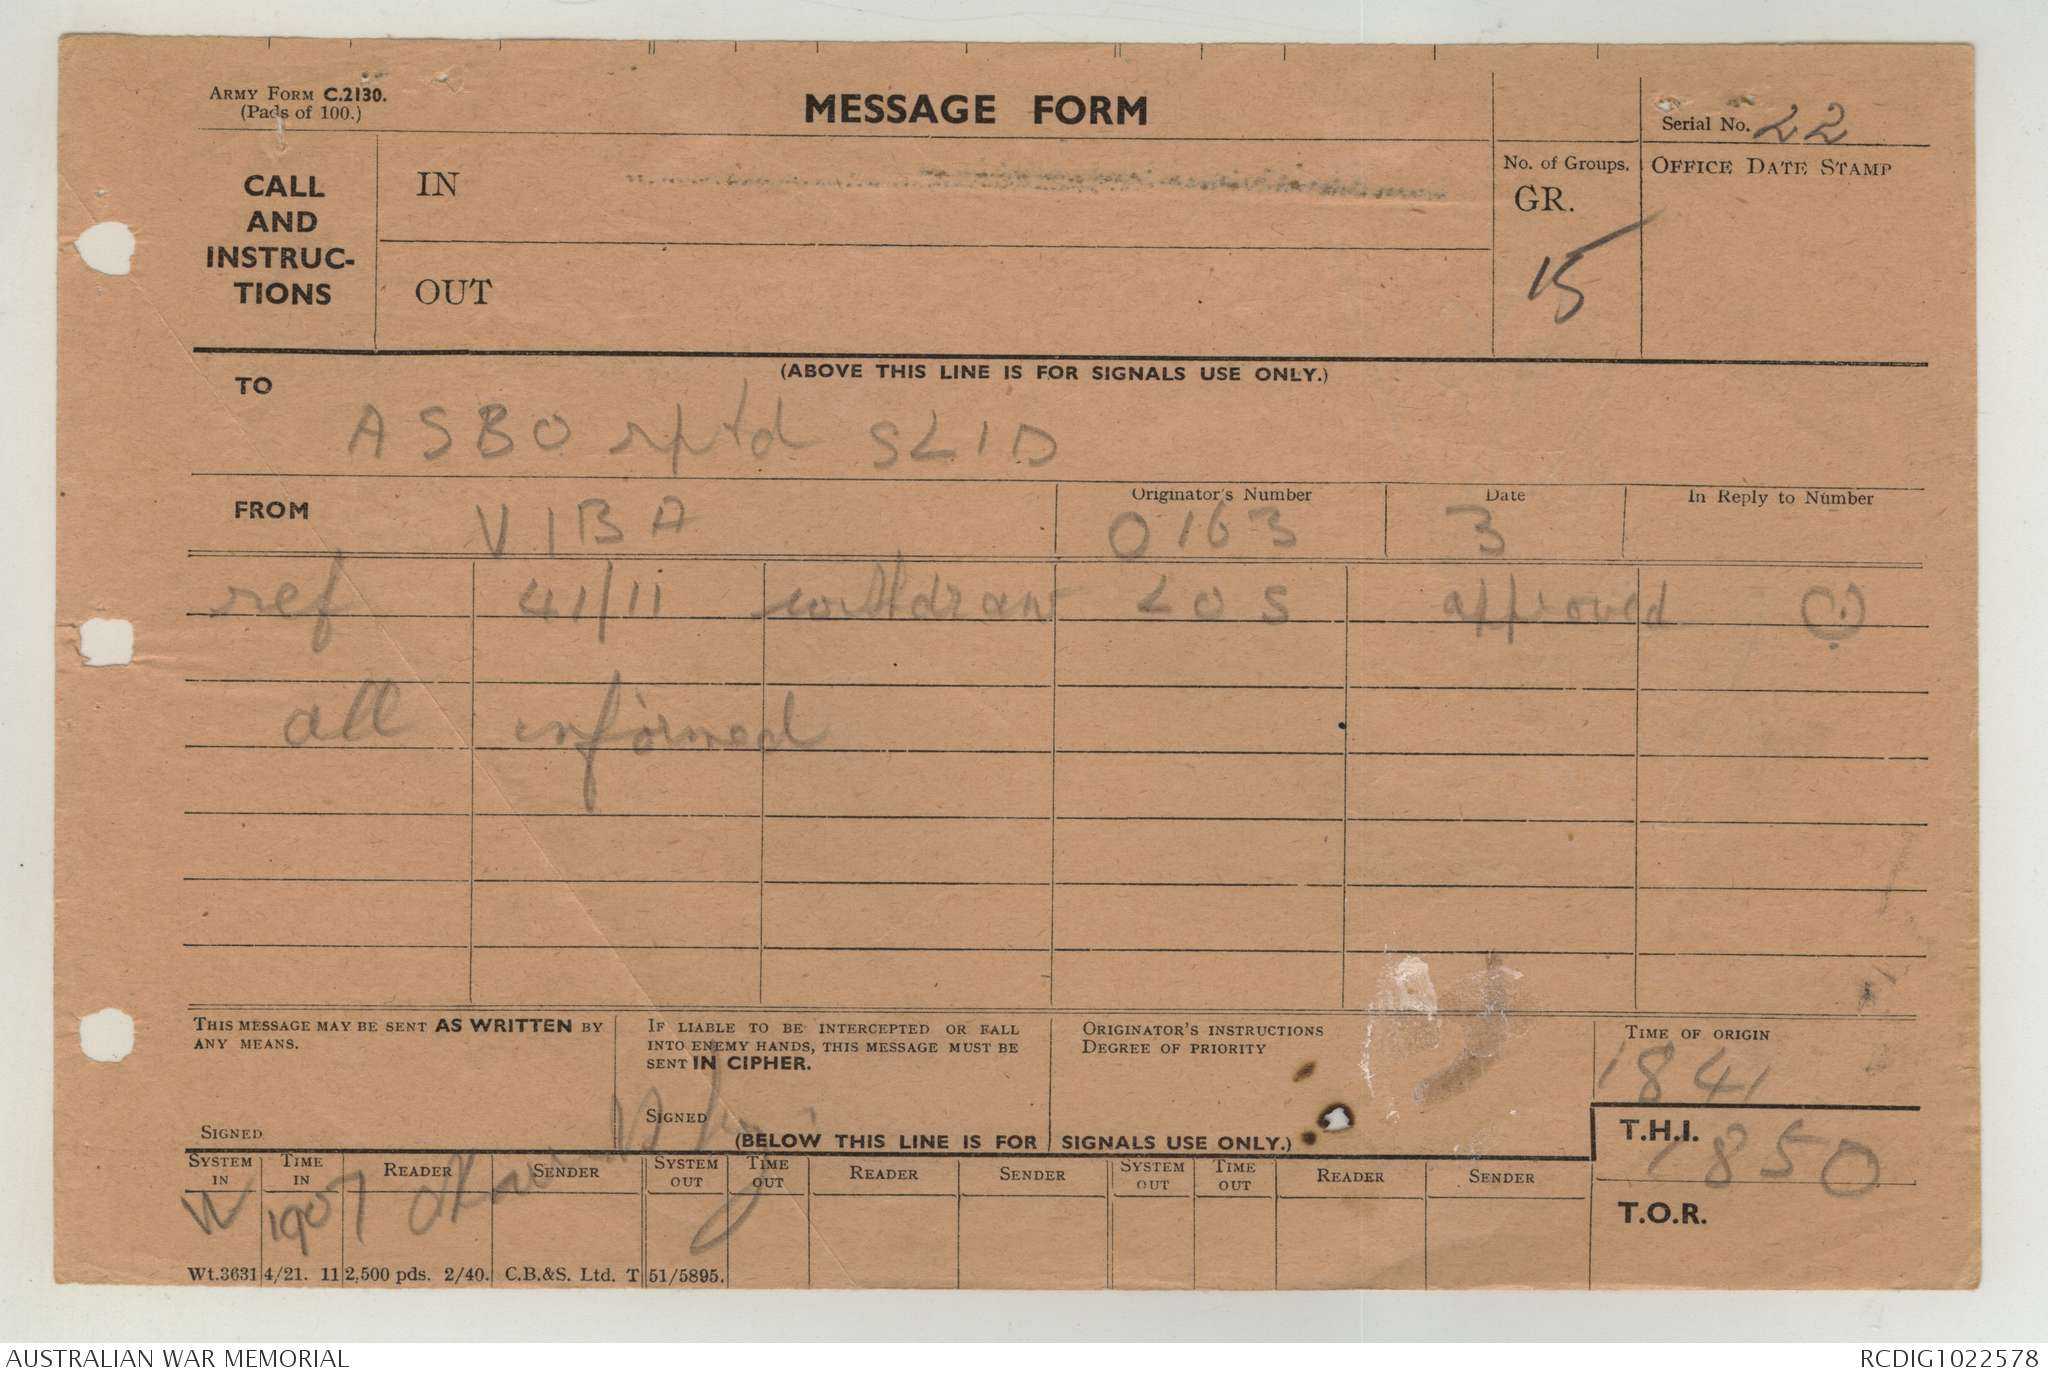 ARMY FORM C.2130.
(Pads of 100.)
MESSAGE FORM
Serial No. 22
CALL
AND
INSTRUC-
TIONS
IN
OUT
No. of Groups.
GR.
15
OFFICE DATE STAMP
(ABOVE THIS LINE IS FOR SIGNALS USE ONLY.)
TO
ASBO rptd SLID
FROM VIBA
Originator's Number
0163
Date
3
In Reply to Number
ref 41/11 withdraw LOS approved
all informed
THIS MESSAGE MAY BE SENT AS WRITTEN BY
ANY MEANS.
SIGNED
IF LIABLE TO BE INTERCEPTED OR FALL
INTO ENEMY HANDS, THIS MESSAGE MUST BE
SENT IN CIPHER.
SIGNED
ORIGINATOR'S INSTRUCTIONS
DEGREE OF PRIORITY
TIME OF ORIGIN
1841
(BELOW THIS LINE IS FOR SIGNALS USE ONLY.)
T.H.I.
1850
T.O.R.
SYSTEM IN TIME IN READER SENDER SYSTEM OUT TIME OUT READER SENDER SYSTEM OUT TIME OUT READER SENDER
W 1907
Wt.3631 4/21. 112,500 pds. 2/40. C.B.&S. Ltd. T 51/5895.
AUSTRALIAN WAR MEMORIAL
RCDIG1022578